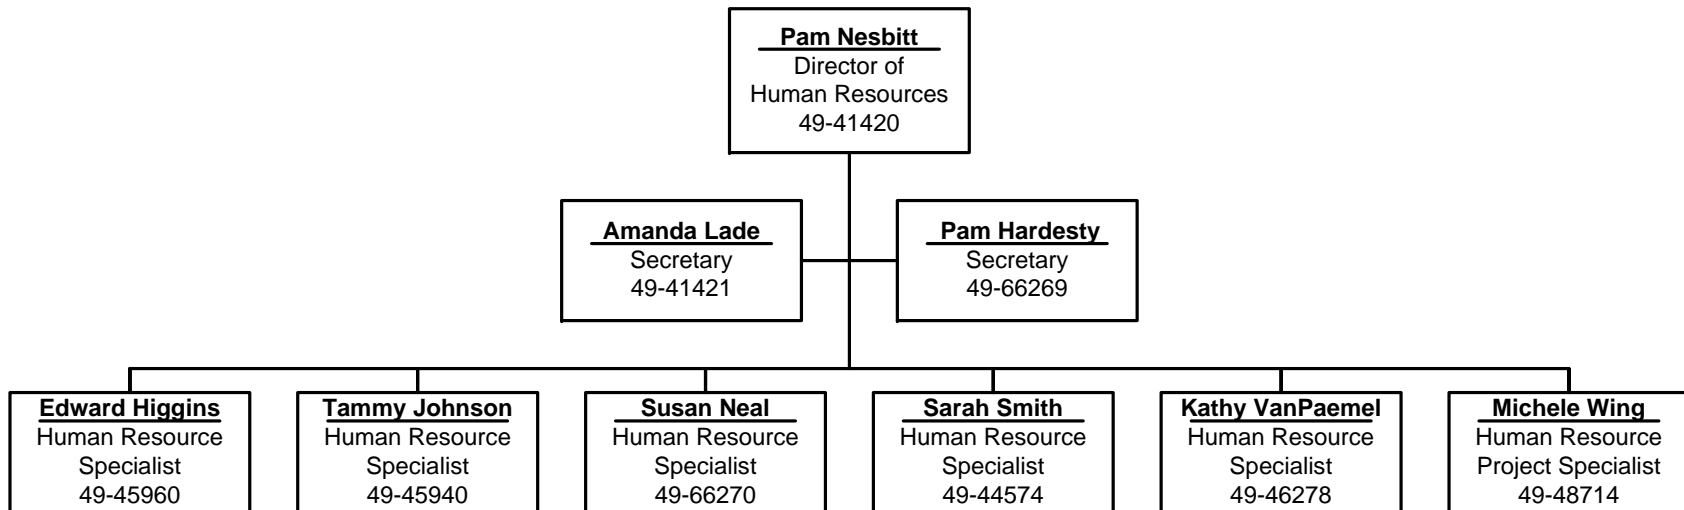 Pam Nesbitt
Director of
Human Resources
49-41420
Amanda Lade
Secretary
49-41421
Pam Hardesty
Secretary
49-66269
Edward Higgins
Human Resource
Specialist
49-45960
Tammy Johnson
Human Resource
Specialist
49-45940
Susan Neal
Human Resource
Specialist
49-66270
Sarah Smith
Human Resource
Specialist
49-44574
Kathy VanPaemel
Human Resource
Specialist
49-46278
Michele Wing
Human Resource
Project Specialist
49-48714